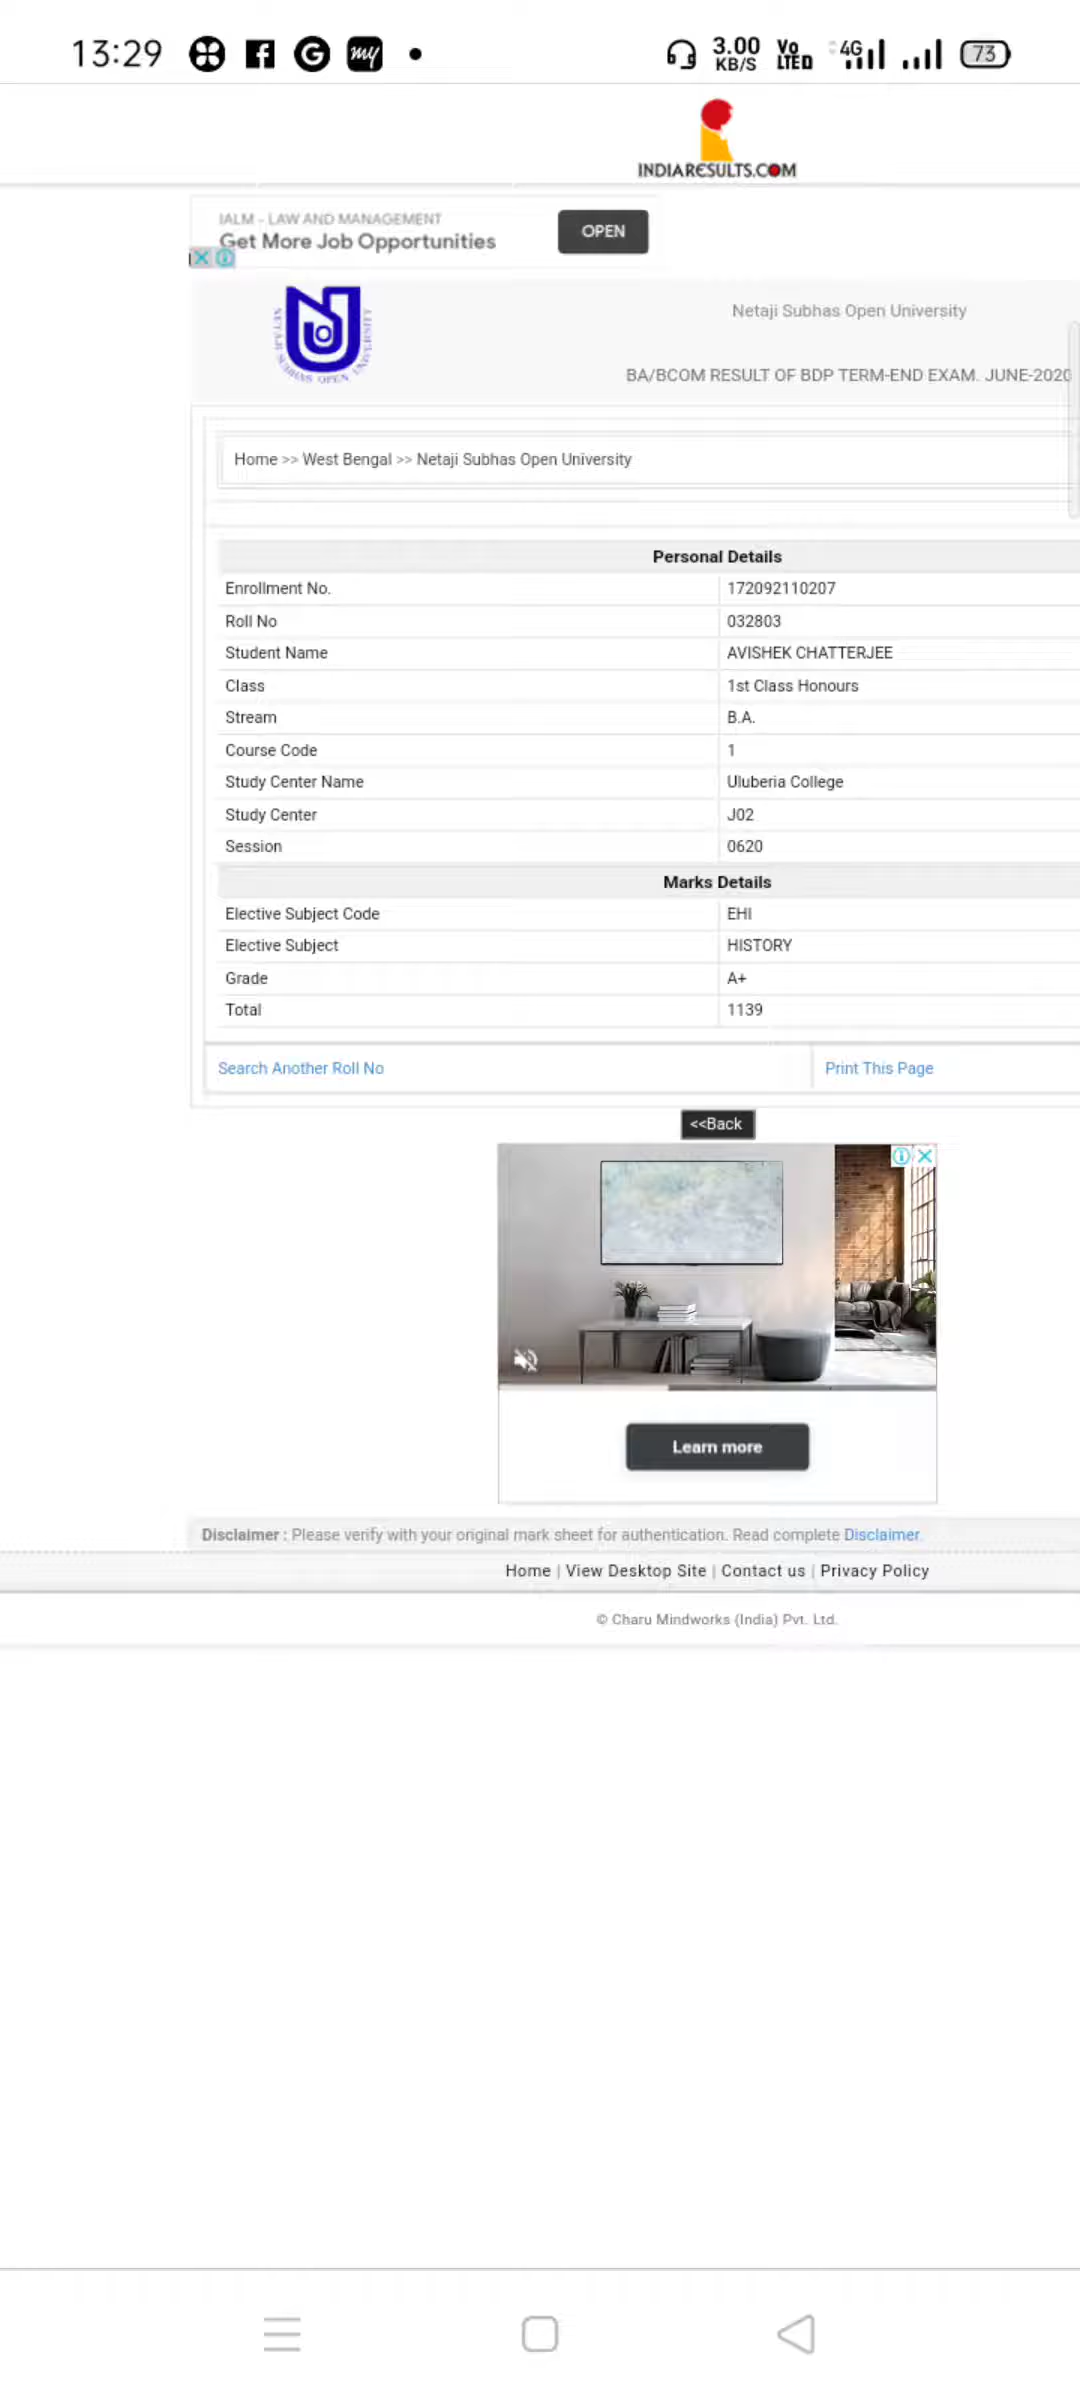 13:29 my 3.00 KB/S Vo LTED 4G 73
INDIARESULTS.COM
IALM - LAW AND MANAGEMENT
Get More Job Opportunities
OPEN
NETAJI SUBHAS OPEN UNIVERSITY
Netaji Subhas Open University
BA/BCOM RESULT OF BDP TERM-END EXAM. JUNE-2020
Home >> West Bengal >> Netaji Subhas Open University
Personal Details
Enrollment No. 172092110207
Roll No 032803
Student Name AVISHEK CHATTERJEE
Class 1st Class Honours
Stream B.A.
Course Code 1
Study Center Name Uluberia College
Study Center J02
Session 0620
Marks Details
Elective Subject Code EHI
Elective Subject HISTORY
Grade A+
Total 1139
Search Another Roll No Print This Page
<<Back
Learn more
Disclaimer : Please verify with your original mark sheet for authentication. Read complete Disclaimer.
Home | View Desktop Site | Contact us | Privacy Policy
© Charu Mindworks (India) Pvt. Ltd.